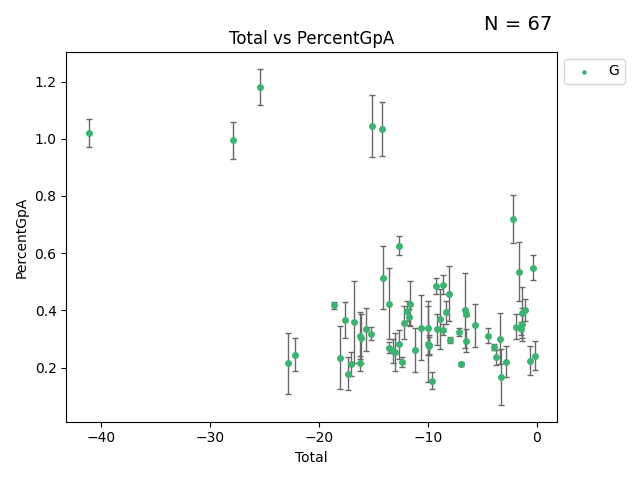 N = 67
Total vs PercentGpA
G
1.2
1.0
0.8
0.6
0.4
0.2
PercentGpA
−40
−30
−20
−10
0
Total